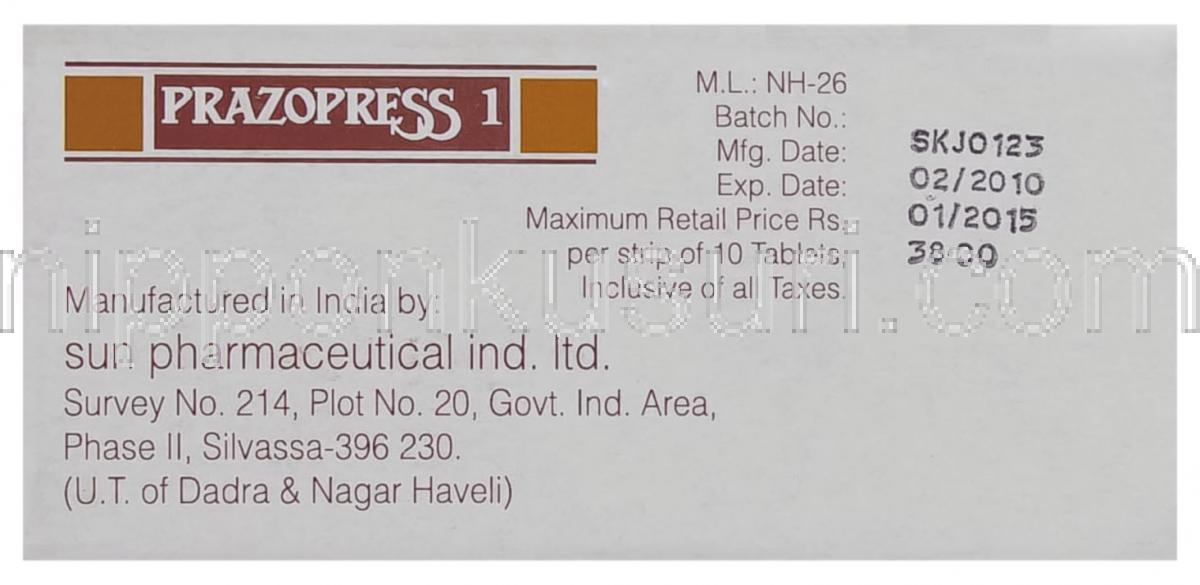 PRAZOPRESS 1
M.L.: NH-26
Batch No.:
Mfg. Date:
Exp. Date:
Maximum Retail Price Rs.
per strip of 10 Tablets,
Inclusive of all Taxes.
SKJ0123
02/2010
01/2015
38.00
nipponkusuri.com
Manufactured in India by:
sun pharmaceutical ind. ltd.
Survey No. 214, Plot No. 20, Govt. Ind. Area,
Phase II, Silvassa-396 230.
(U.T. of Dadra & Nagar Haveli)